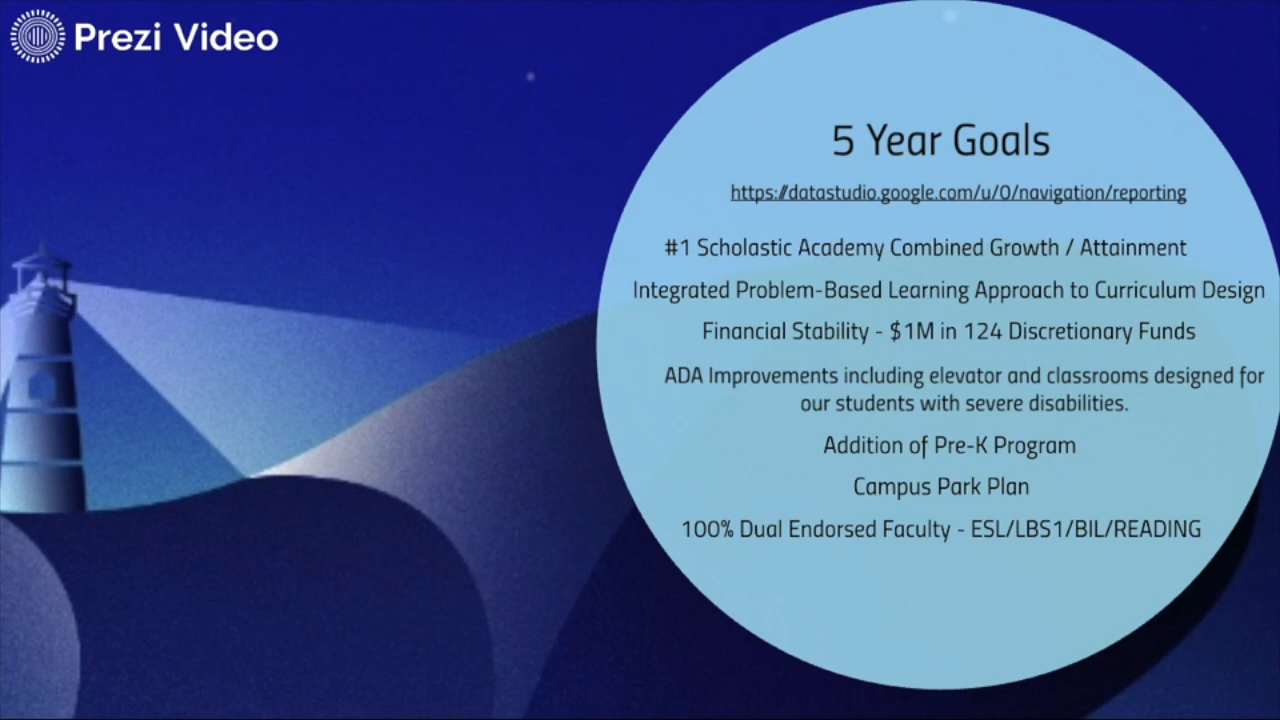 Prezi Video
5 Year Goals
https://datastudio.google.com/u/0/navigation/reporting
#1 Scholastic Academy Combined Growth / Attainment
Integrated Problem-Based Learning Approach to Curriculum Design
Financial Stability - $1M in 124 Discretionary Funds
ADA Improvements including elevator and classrooms designed for
our students with severe disabilities.
Addition of Pre-K Program
Campus Park Plan
100% Dual Endorsed Faculty - ESL/LBS1/BIL/READING